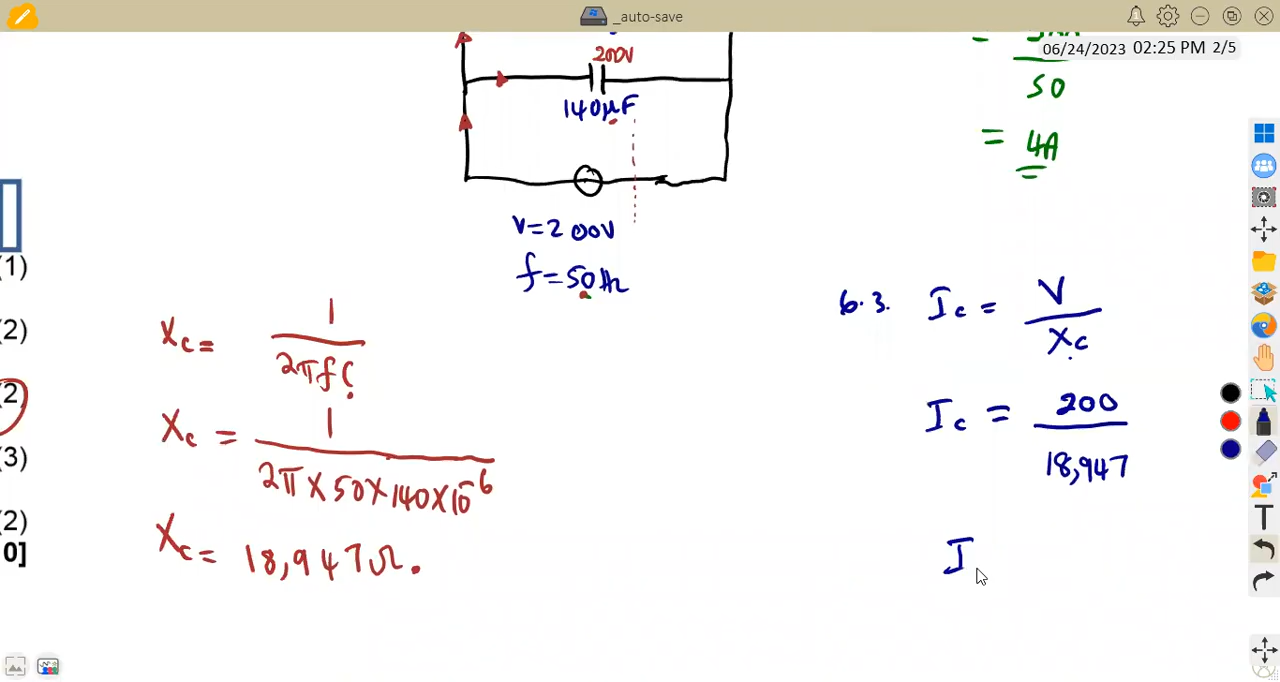 _auto-save
06/24/2023 02:25 PM 2/5
200V
140μF
50
= 4A
V=200V
f=50Hz
(1)
(2)
(2)
(3)
(2)
0]
Xc= 1
2πfC
Xc = 1
2π×50×140×10⁻⁶
Xc= 18,947Ω.
6.3. Ic = V
Xc
Ic = 200
18,947
I
T